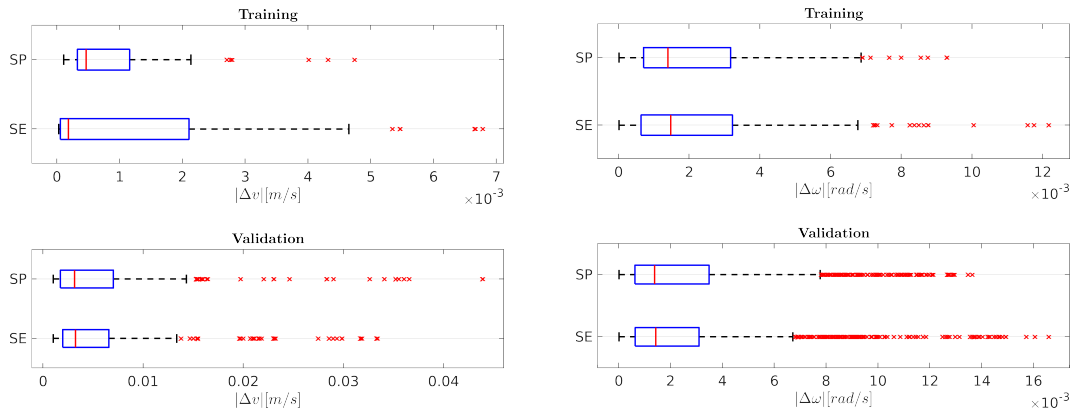 Training
SP
SE
0 1 2 3 4 5 6 7
|Δv|[m/s]
×10⁻³
Training
SP
SE
0 2 4 6 8 10 12
|Δω|[rad/s]
×10⁻³
Validation
SP
SE
0 0.01 0.02 0.03 0.04
|Δv|[m/s]
Validation
SP
SE
0 2 4 6 8 10 12 14 16
|Δω|[rad/s]
×10⁻³